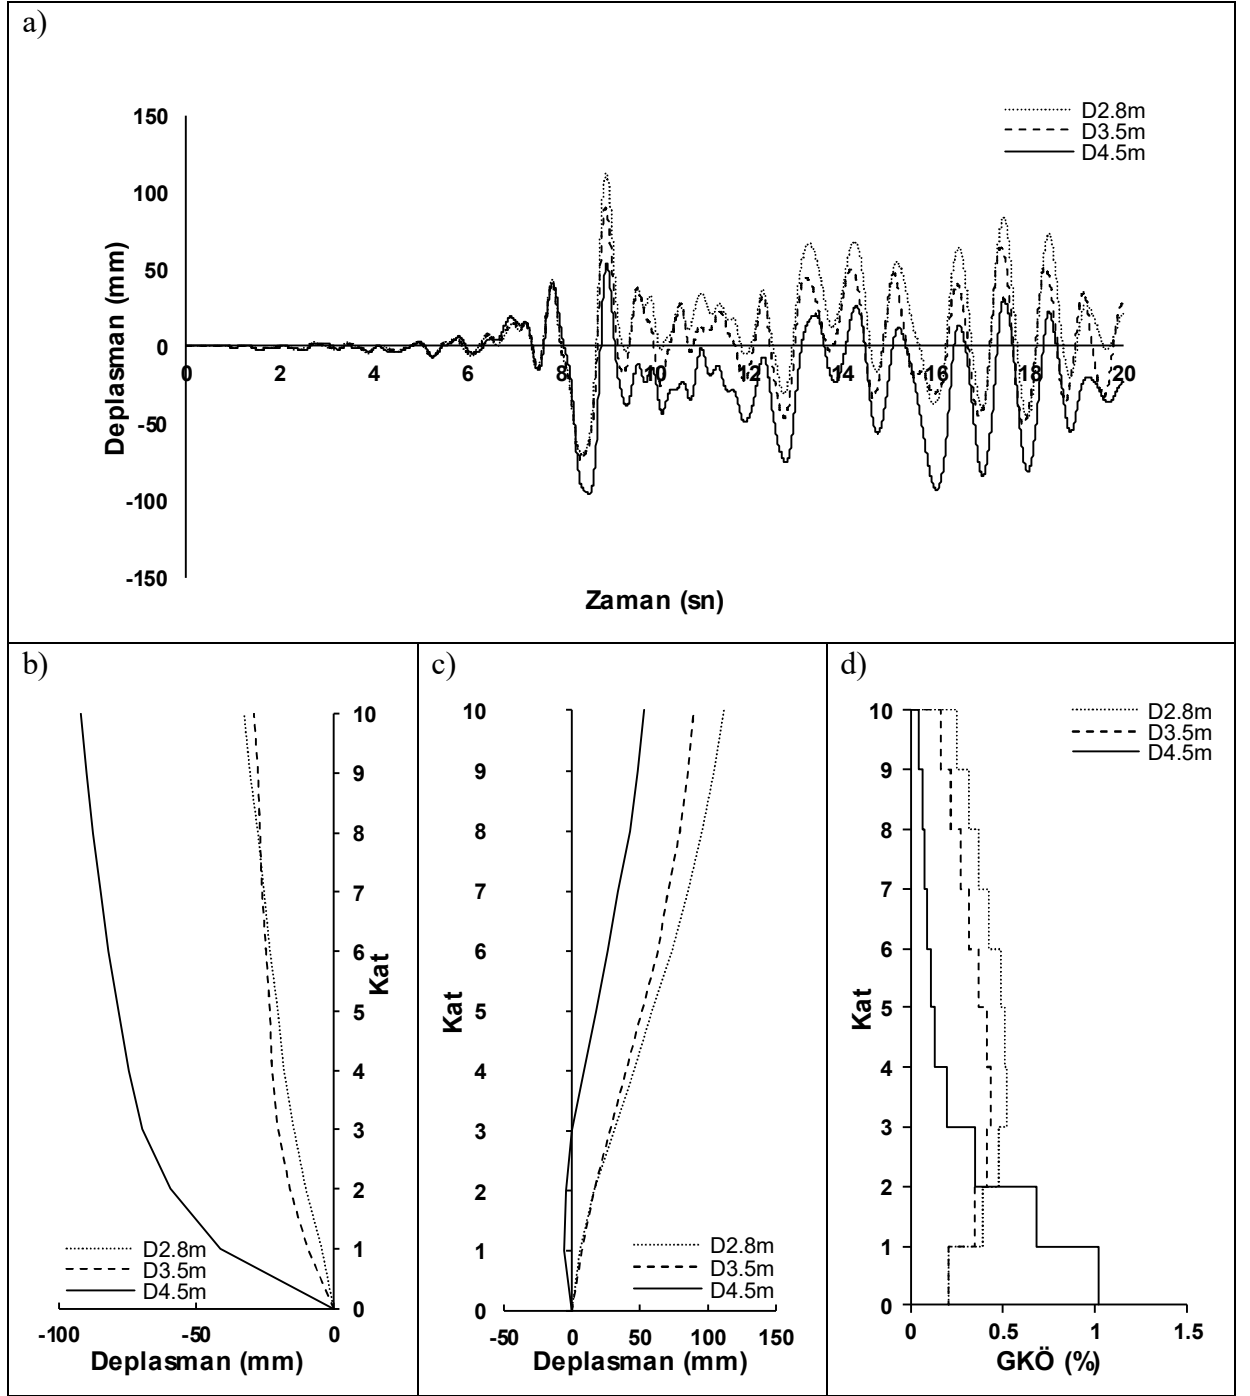 a)
D2.8m
D3.5m
D4.5m
150
100
50
0
-50
-100
-150
0 2 4 6 8 10 12 14 16 18 20
Deplasman (mm)
Zaman (sn)
b)
10
9
8
7
6
5
4
3
2
1
0
Kat
D2.8m
D3.5m
D4.5m
-100 -50 0
Deplasman (mm)
c)
10
9
8
7
6
5
4
3
2
1
0
Kat
D2.8m
D3.5m
D4.5m
-50 0 50 100 150
Deplasman (mm)
d)
D2.8m
D3.5m
D4.5m
10
9
8
7
6
5
4
3
2
1
0
Kat
0 0.5 1 1.5
GKÖ (%)